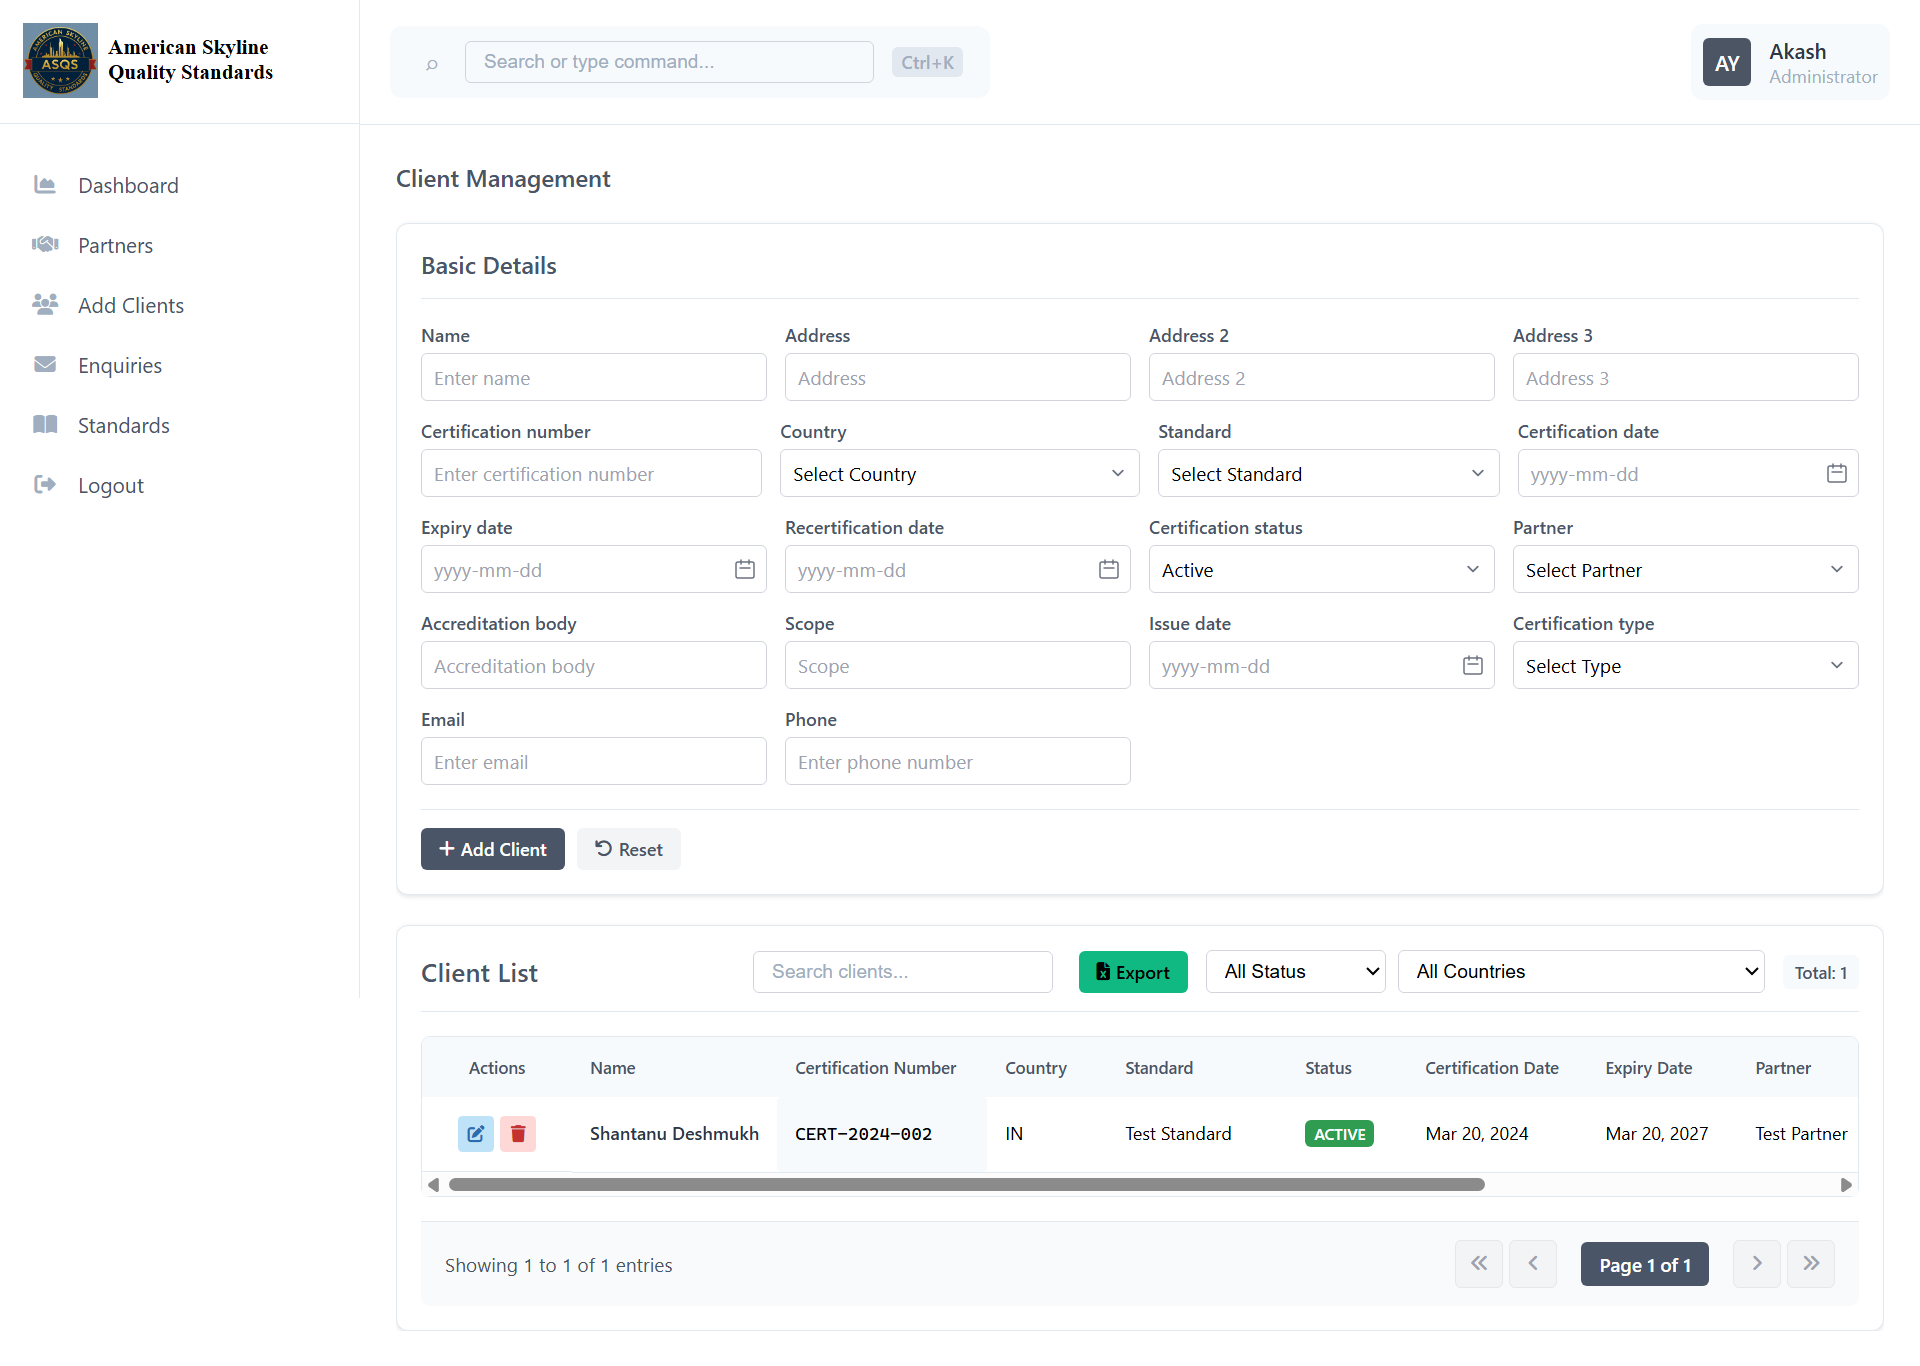 AMERICAN SKYLINE
ASQS
QUALITY STANDARDS
American Skyline
Quality Standards
Search or type command...
Ctrl+K
AY
Akash
Administrator
Dashboard
Partners
Add Clients
Enquiries
Standards
Logout
Client Management
Basic Details
Name
Address
Address 2
Address 3
Enter name
Address
Address 2
Address 3
Certification number
Country
Standard
Certification date
Enter certification number
Select Country
Select Standard
yyyy-mm-dd
Expiry date
Recertification date
Certification status
Partner
yyyy-mm-dd
yyyy-mm-dd
Active
Select Partner
Accreditation body
Scope
Issue date
Certification type
Accreditation body
Scope
yyyy-mm-dd
Select Type
Email
Phone
Enter email
Enter phone number
Add Client
Reset
Client List
Search clients...
Export
All Status
All Countries
Total: 1
Actions Name Certification Number Country Standard Status Certification Date Expiry Date Partner
Shantanu Deshmukh CERT-2024-002 IN Test Standard ACTIVE Mar 20, 2024 Mar 20, 2027 Test Partner
Showing 1 to 1 of 1 entries
Page 1 of 1